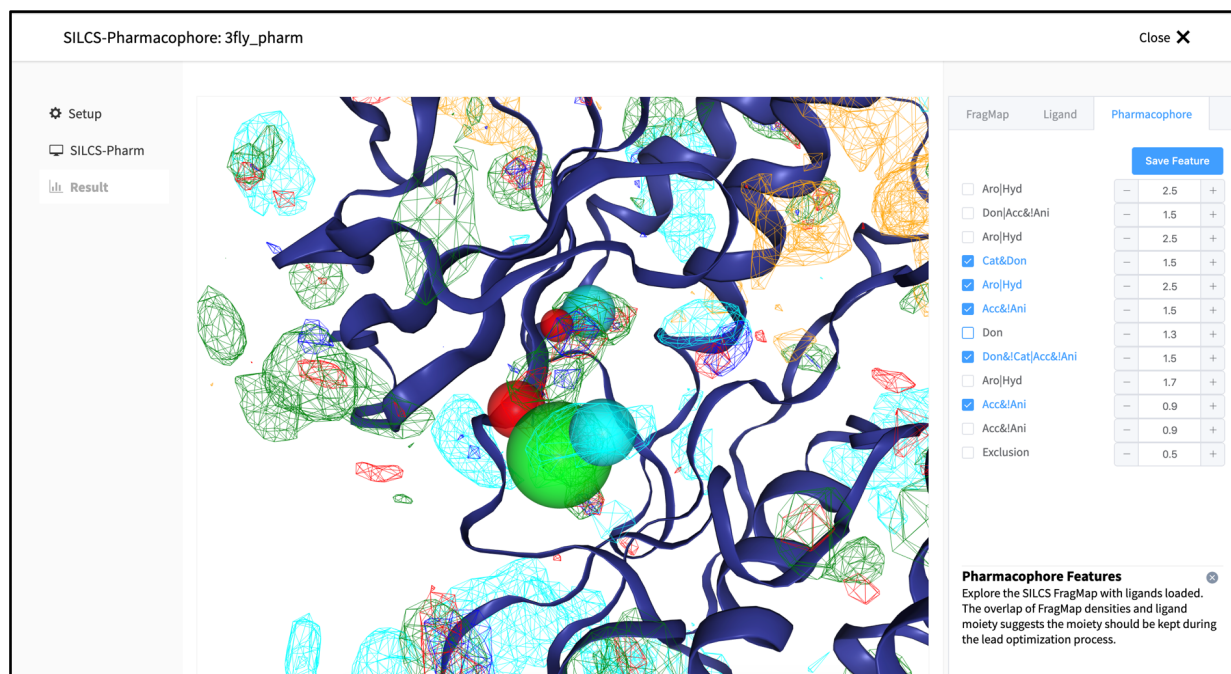 SILCS-Pharmacophore: 3fly_pharm
Close
Setup
SILCS-Pharm
Result
FragMap Ligand Pharmacophore
Save Feature
Aro|Hyd − 2.5 +
Don|Acc&!Ani − 1.5 +
Aro|Hyd − 2.5 +
Cat&Don − 1.5 +
Aro|Hyd − 2.5 +
Acc&!Ani − 1.5 +
Don − 1.3 +
Don&!Cat|Acc&!Ani − 1.5 +
Aro|Hyd − 1.7 +
Acc&!Ani − 0.9 +
Acc&!Ani − 0.9 +
Exclusion − 0.5 +
Pharmacophore Features
Explore the SILCS FragMap with ligands loaded.
The overlap of FragMap densities and ligand
moiety suggests the moiety should be kept during
the lead optimization process.